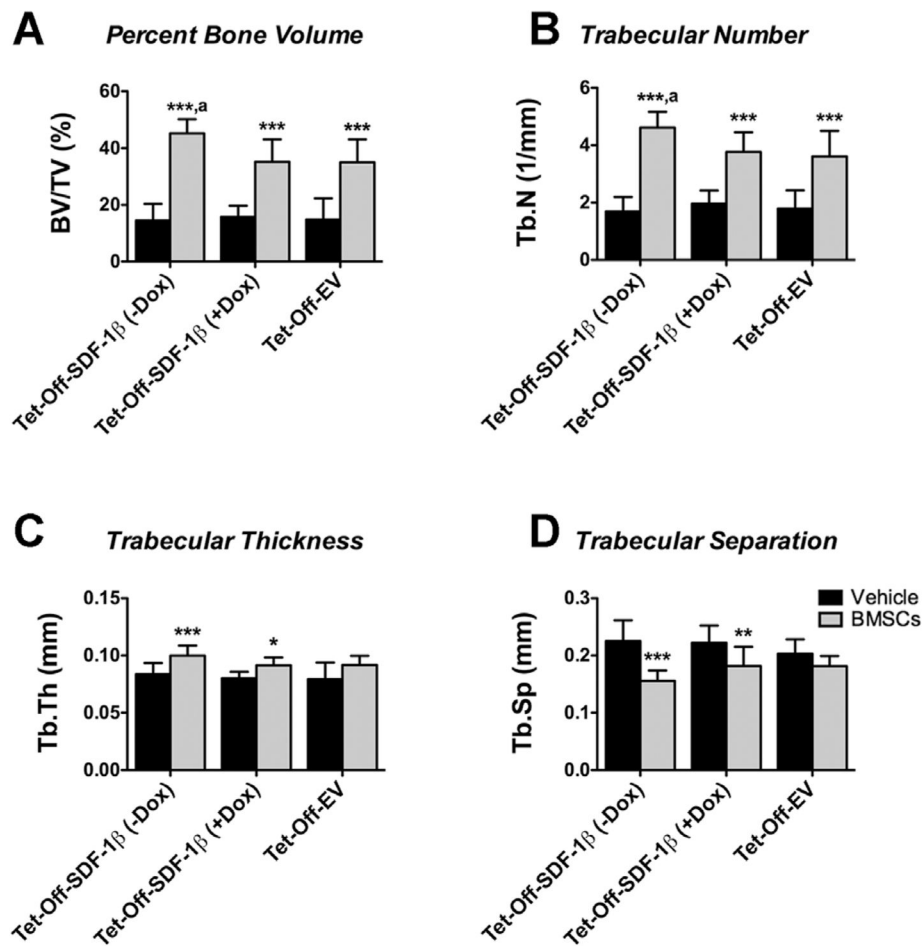 A Percent Bone Volume
BV/TV (%)
60
40
20
0
***,a
***
***
Tet-Off-SDF-1β (-Dox)
Tet-Off-SDF-1β (+Dox)
Tet-Off-EV
B Trabecular Number
Tb.N (1/mm)
6
4
2
0
***,a
***
***
Tet-Off-SDF-1β (-Dox)
Tet-Off-SDF-1β (+Dox)
Tet-Off-EV
C Trabecular Thickness
Tb.Th (mm)
0.15
0.10
0.05
0.00
***
*
Tet-Off-SDF-1β (-Dox)
Tet-Off-SDF-1β (+Dox)
Tet-Off-EV
D Trabecular Separation
Tb.Sp (mm)
0.3
0.2
0.1
0.0
***
**
Vehicle
BMSCs
Tet-Off-SDF-1β (-Dox)
Tet-Off-SDF-1β (+Dox)
Tet-Off-EV